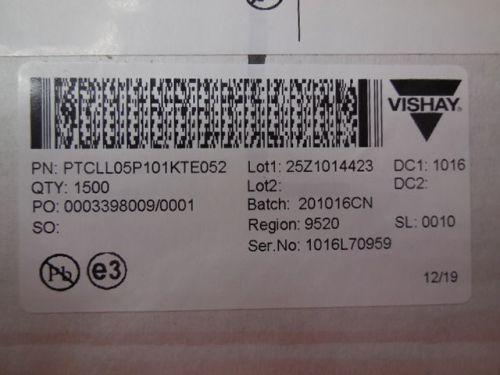 VISHAY.
PN: PTCLL05P101KTE052 Lot1: 25Z1014423 DC1: 1016
QTY: 1500 Lot2: DC2:
PO: 0003398009/0001 Batch: 201016CN
SO: Region: 9520 SL: 0010
Ser.No: 1016L70959
Pb e3
12/19